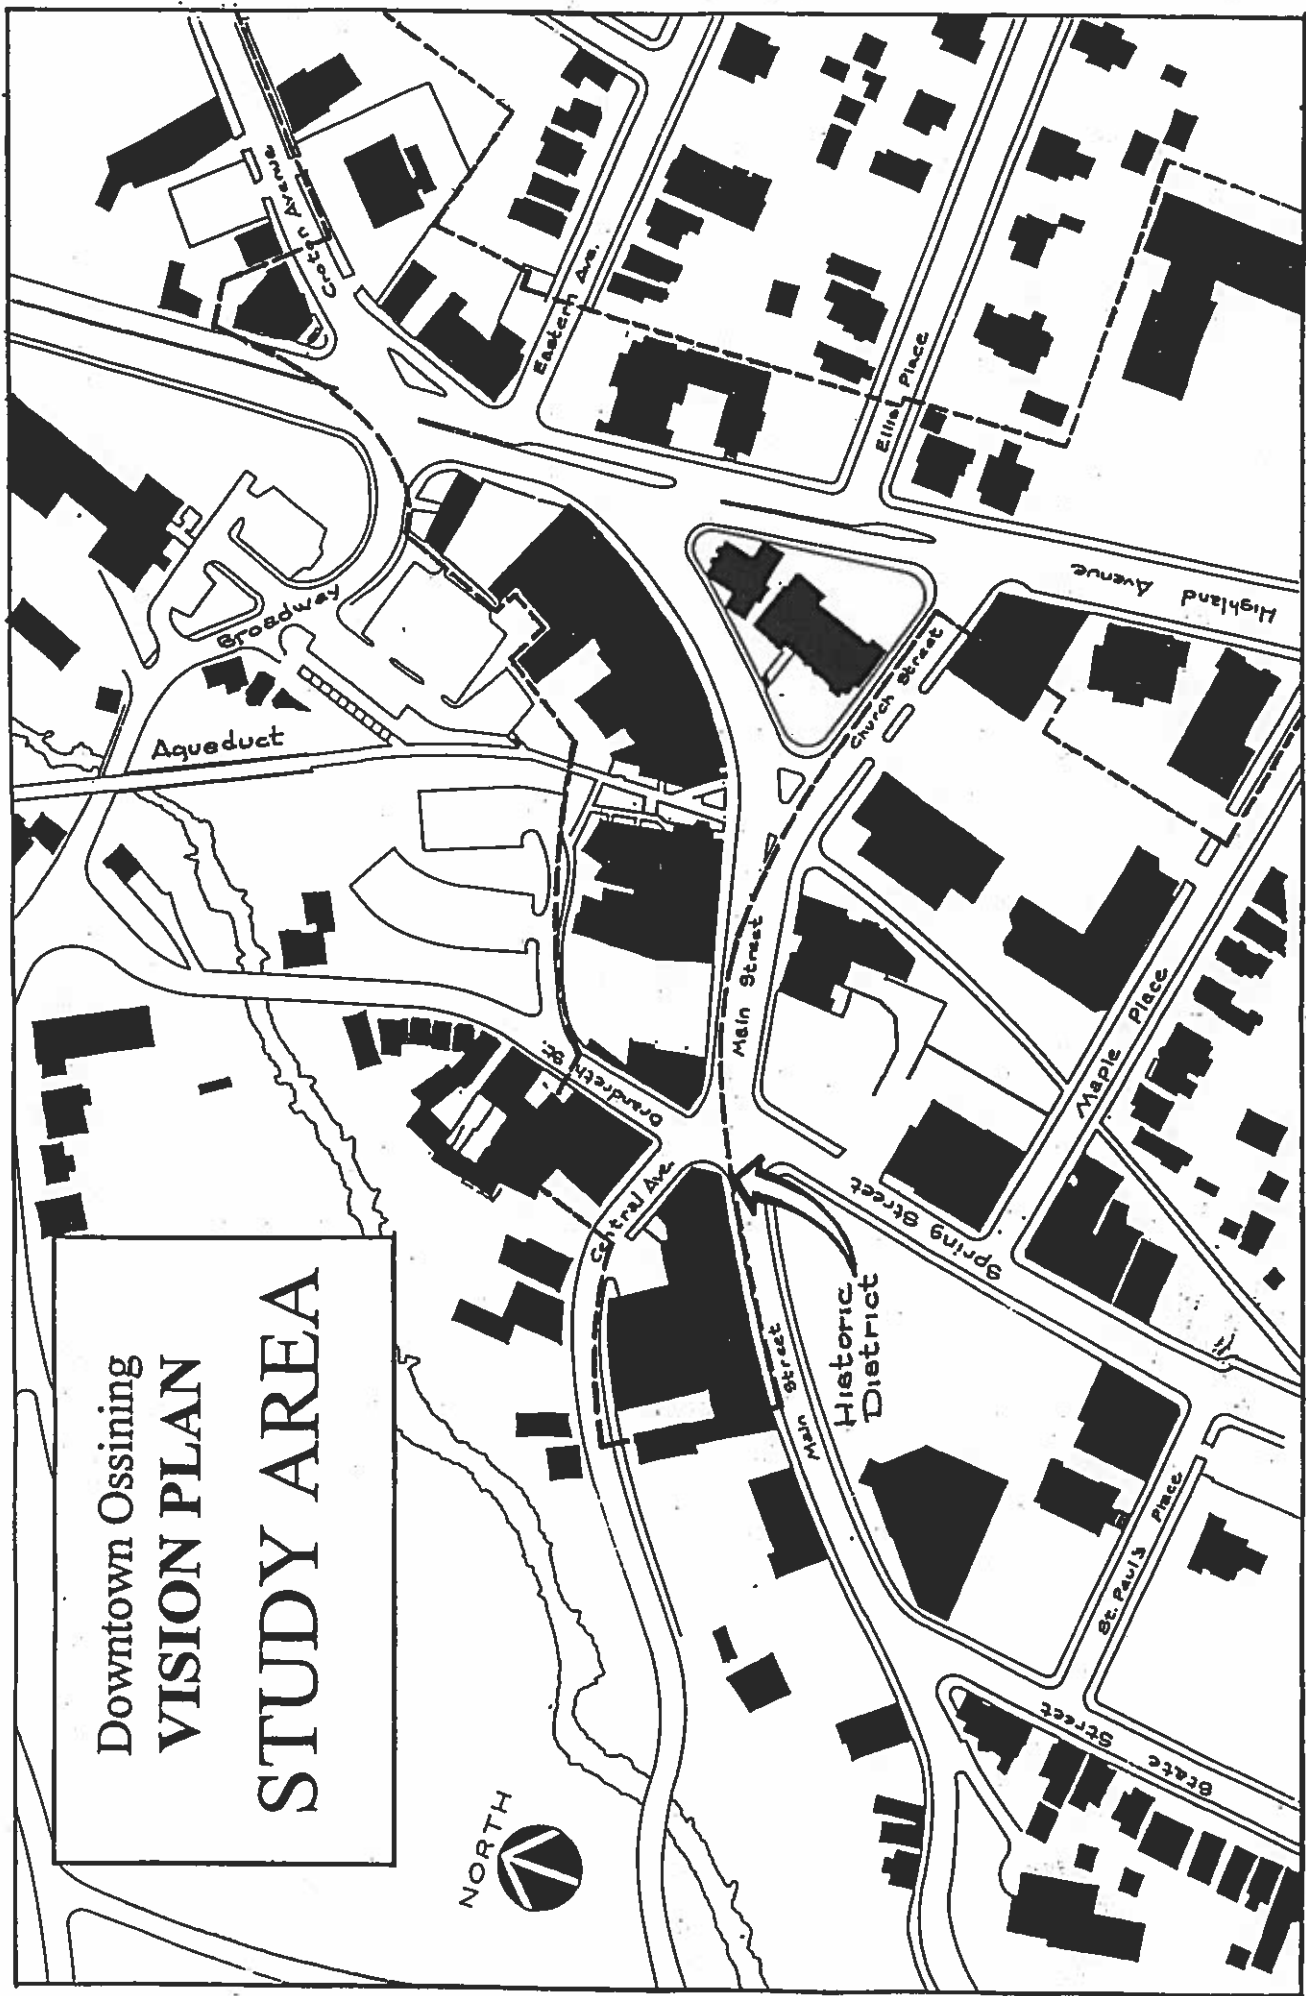 Downtown Ossining
VISION PLAN
STUDY AREA
NORTH
Croton Avenue
Eastern Ave.
Ellis Place
Highland Avenue
Broadway
Aqueduct
Church Street
Main Street
Maple Place
Brandreth St.
Central Ave.
Spring Street
Historic
District
Main Street
St. Paul's Place
State Street